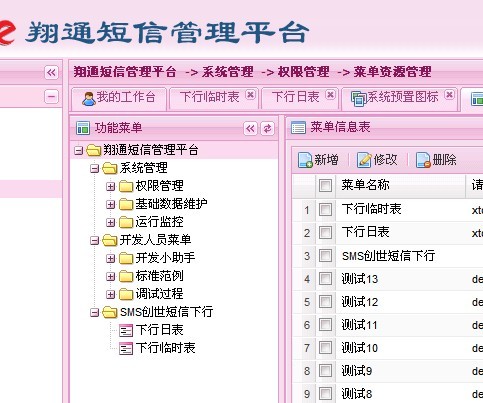 翔通短信管理平台
翔通短信管理平台 -> 系统管理 -> 权限管理 -> 菜单资源管理
我的工作台
下行临时表
下行日表
系统预置图标
功能菜单
翔通短信管理平台
系统管理
权限管理
基础数据维护
运行监控
开发人员菜单
开发小助手
标准范例
调试过程
SMS创世短信下行
下行日表
下行临时表
菜单信息表
新增
修改
删除
菜单名称 请
1 下行临时表 xto
2 下行日表 xto
3 SMS创世短信下行
4 测试13 de
5 测试12 de
6 测试11 de
7 测试10 de
8 测试9 de
9 测试8 de